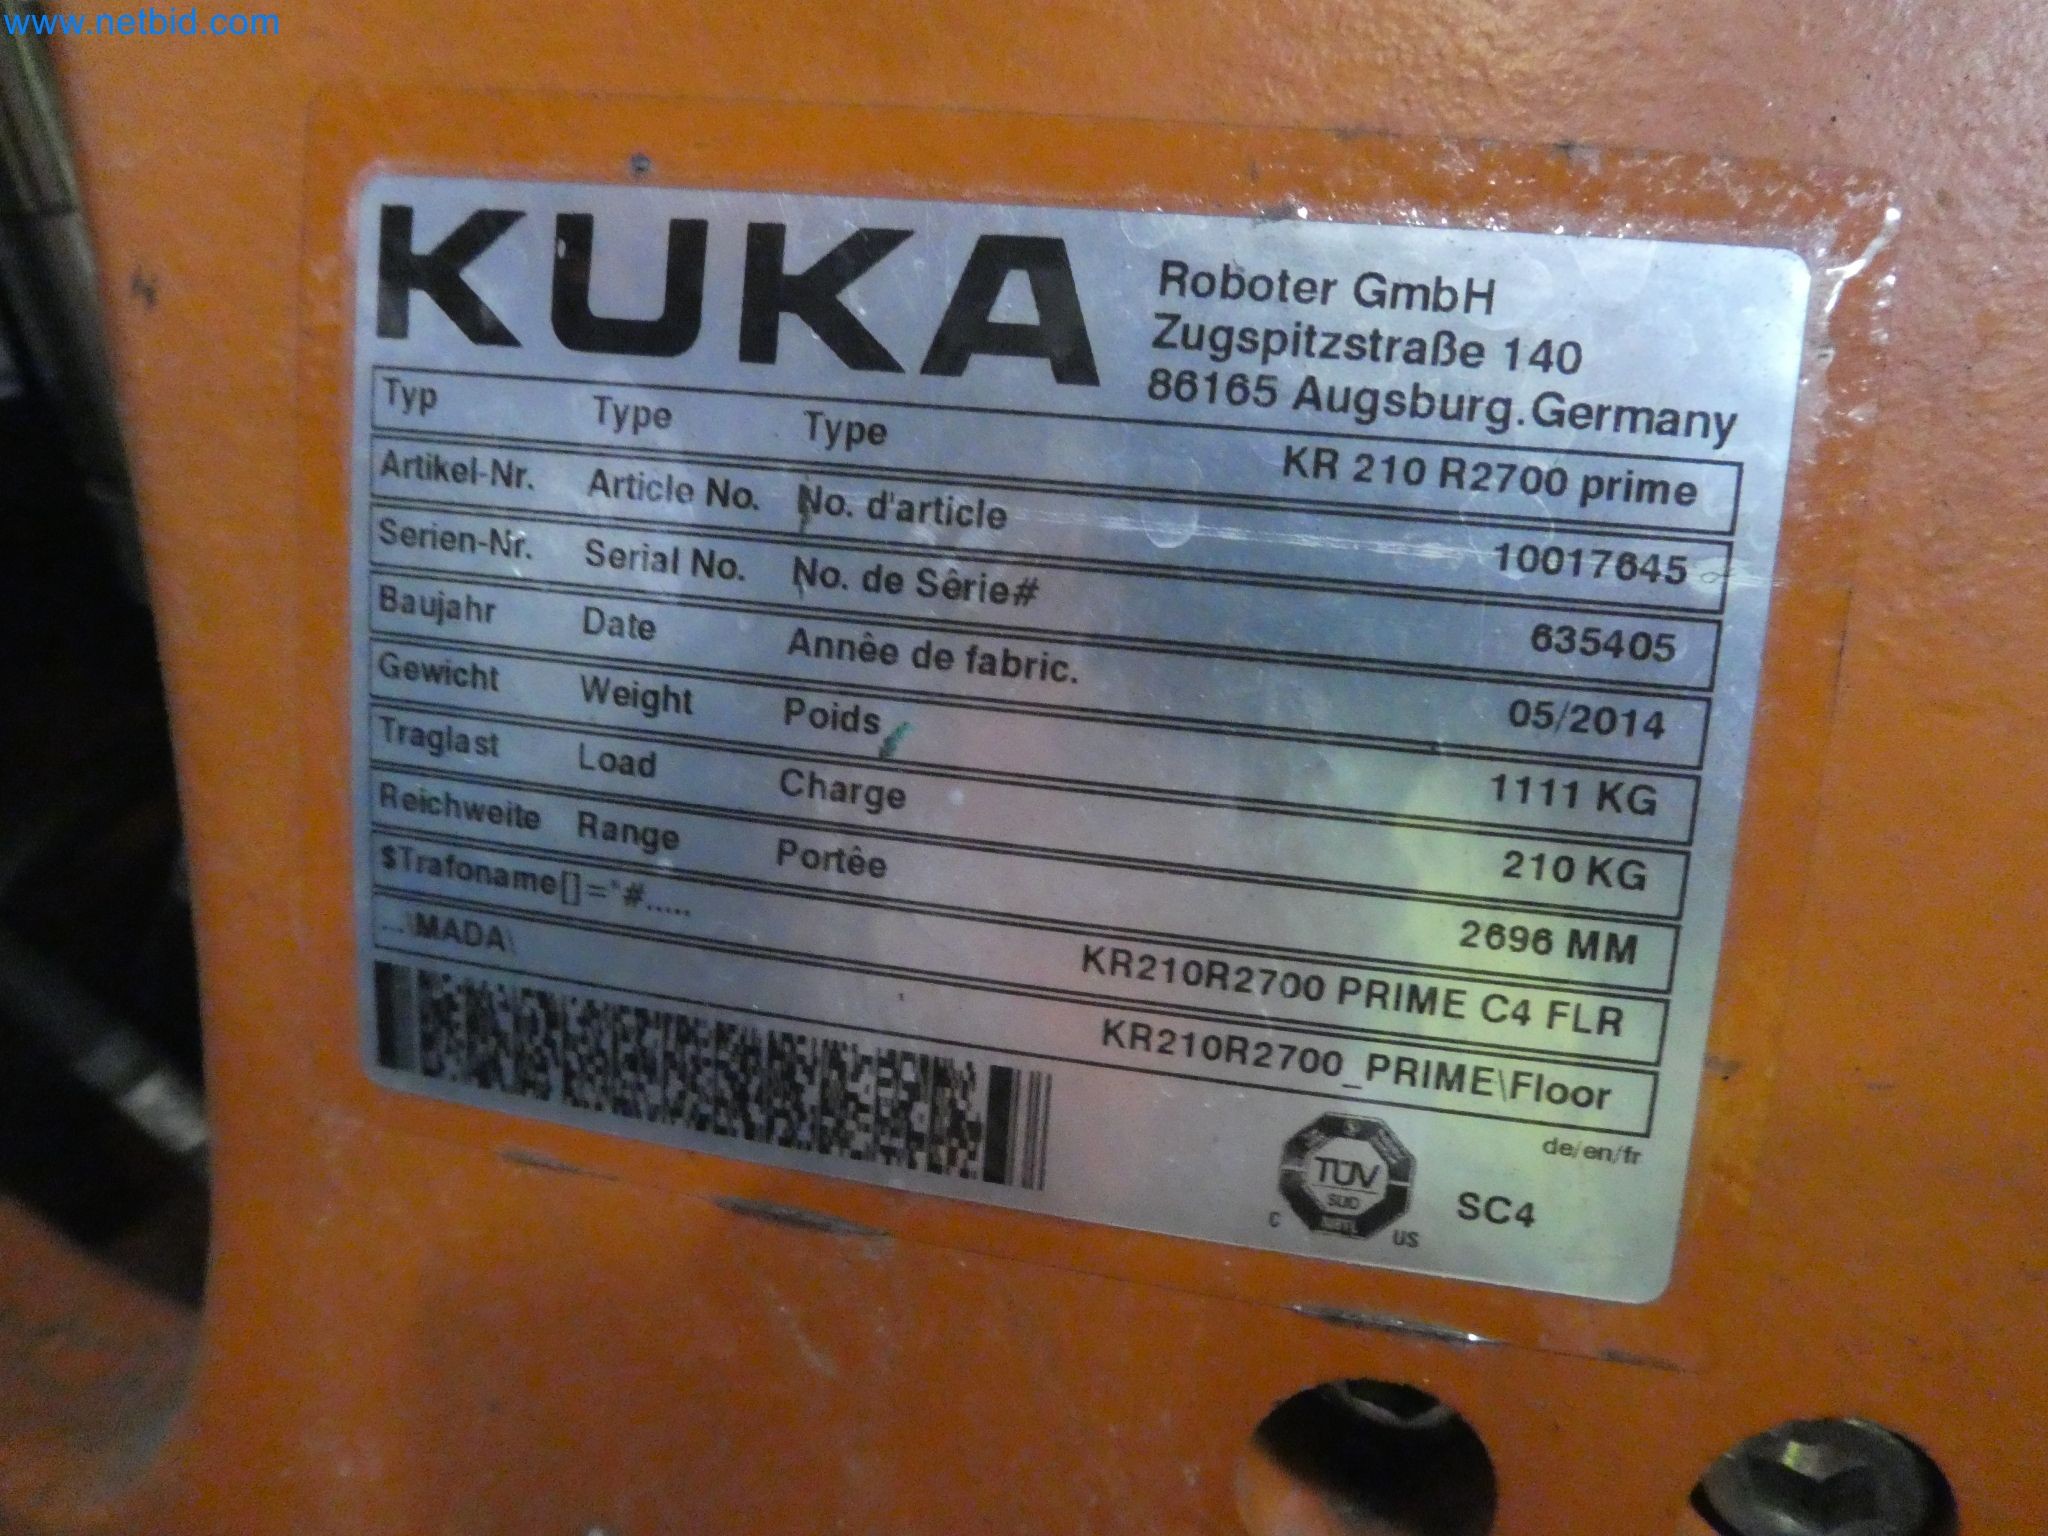 www.netbid.com
KUKA
Roboter GmbH
Zugspitzstraße 140
86165 Augsburg.Germany
Typ Type Type KR 210 R2700 prime
Artikel-Nr. Article No. No. d'article 10017645
Serien-Nr. Serial No. No. de Sêrie# 635405
Baujahr Date Annêe de fabric. 05/2014
Gewicht Weight Poids 1111 KG
Traglast Load Charge 210 KG
Reichweite Range Portêe 2696 MM
$Trafoname[]="#..... KR210R2700 PRIME C4 FLR
...\MADA\ KR210R2700_PRIME\Floor
de/en/fr
TÜV
SÜD
C US
SC4